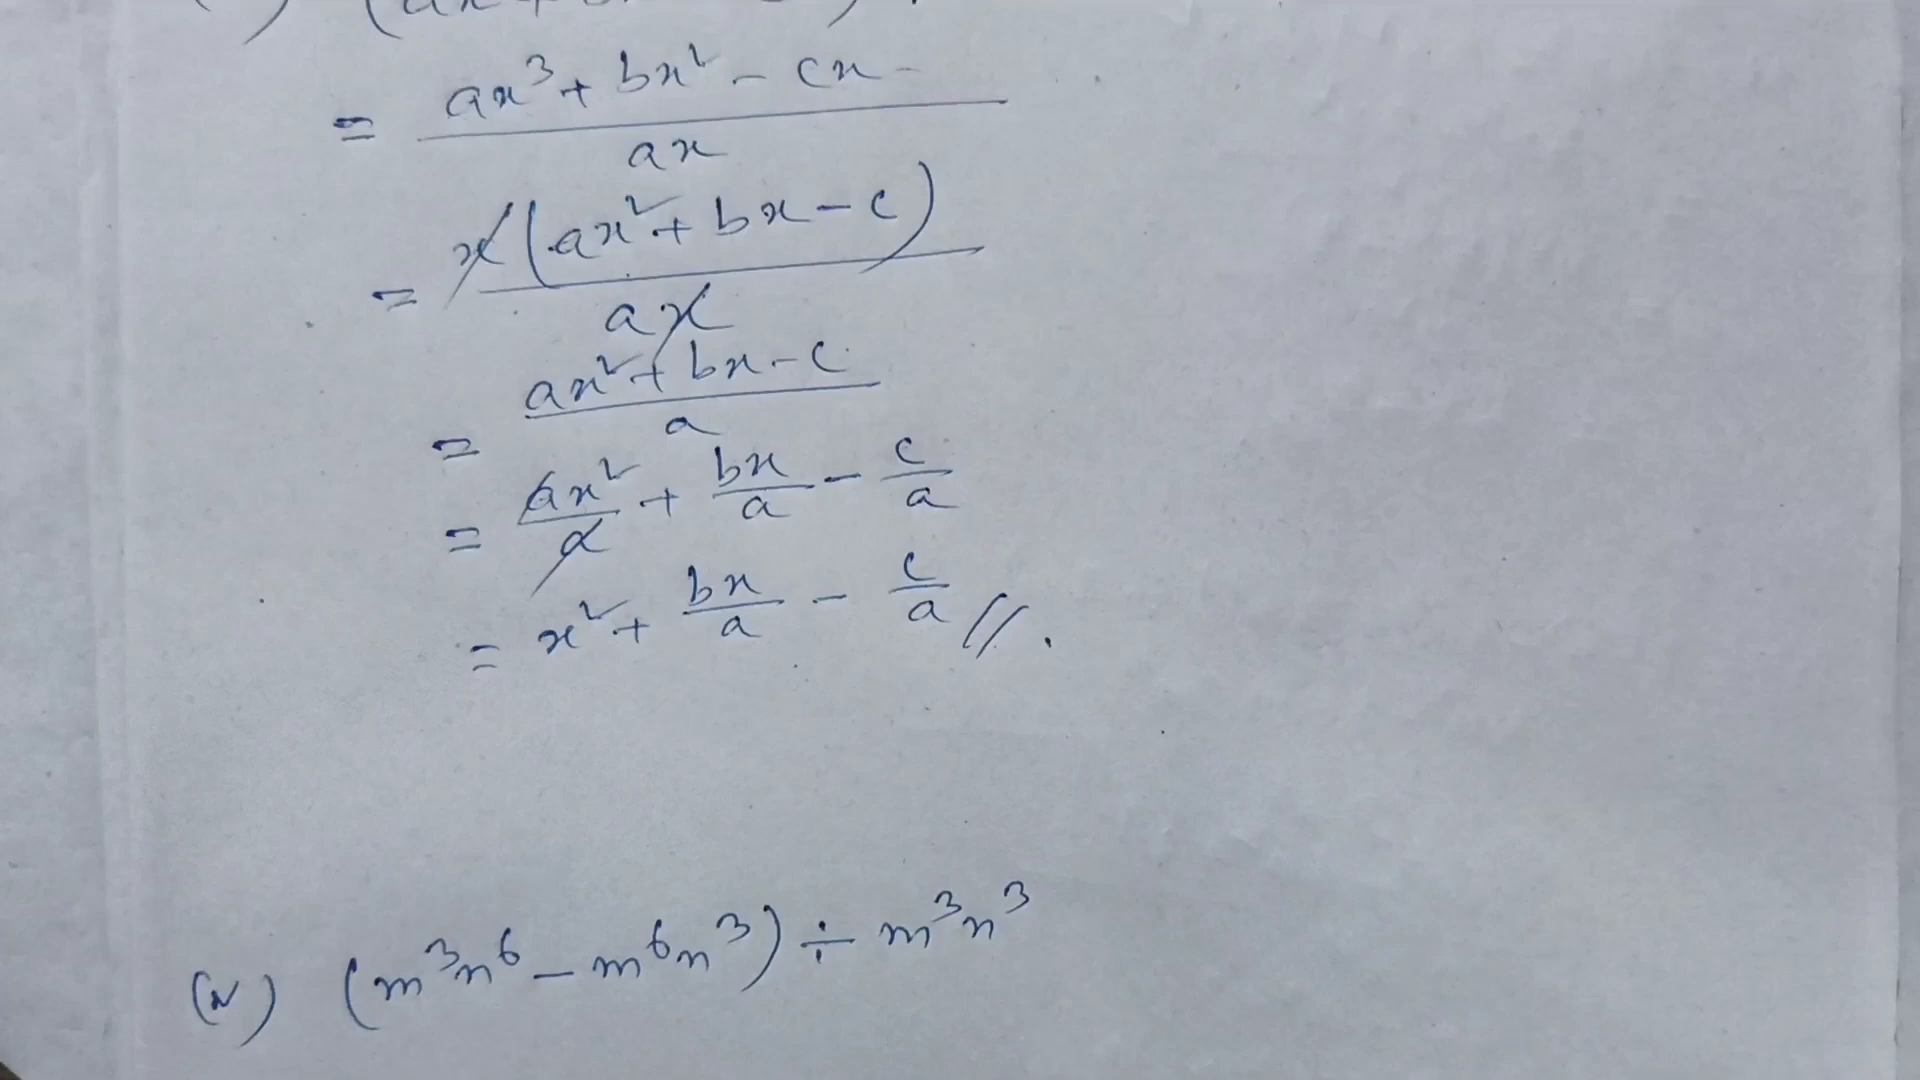 = ax³ + bx² - cx / ax
= x(ax² + bx - c) / ax
= ax² + bx - c / a
= ax²/a + bx/a - c/a
= x² + bx/a - c/a //.
(v) (m³n⁶ - m⁶n³) ÷ m³n³